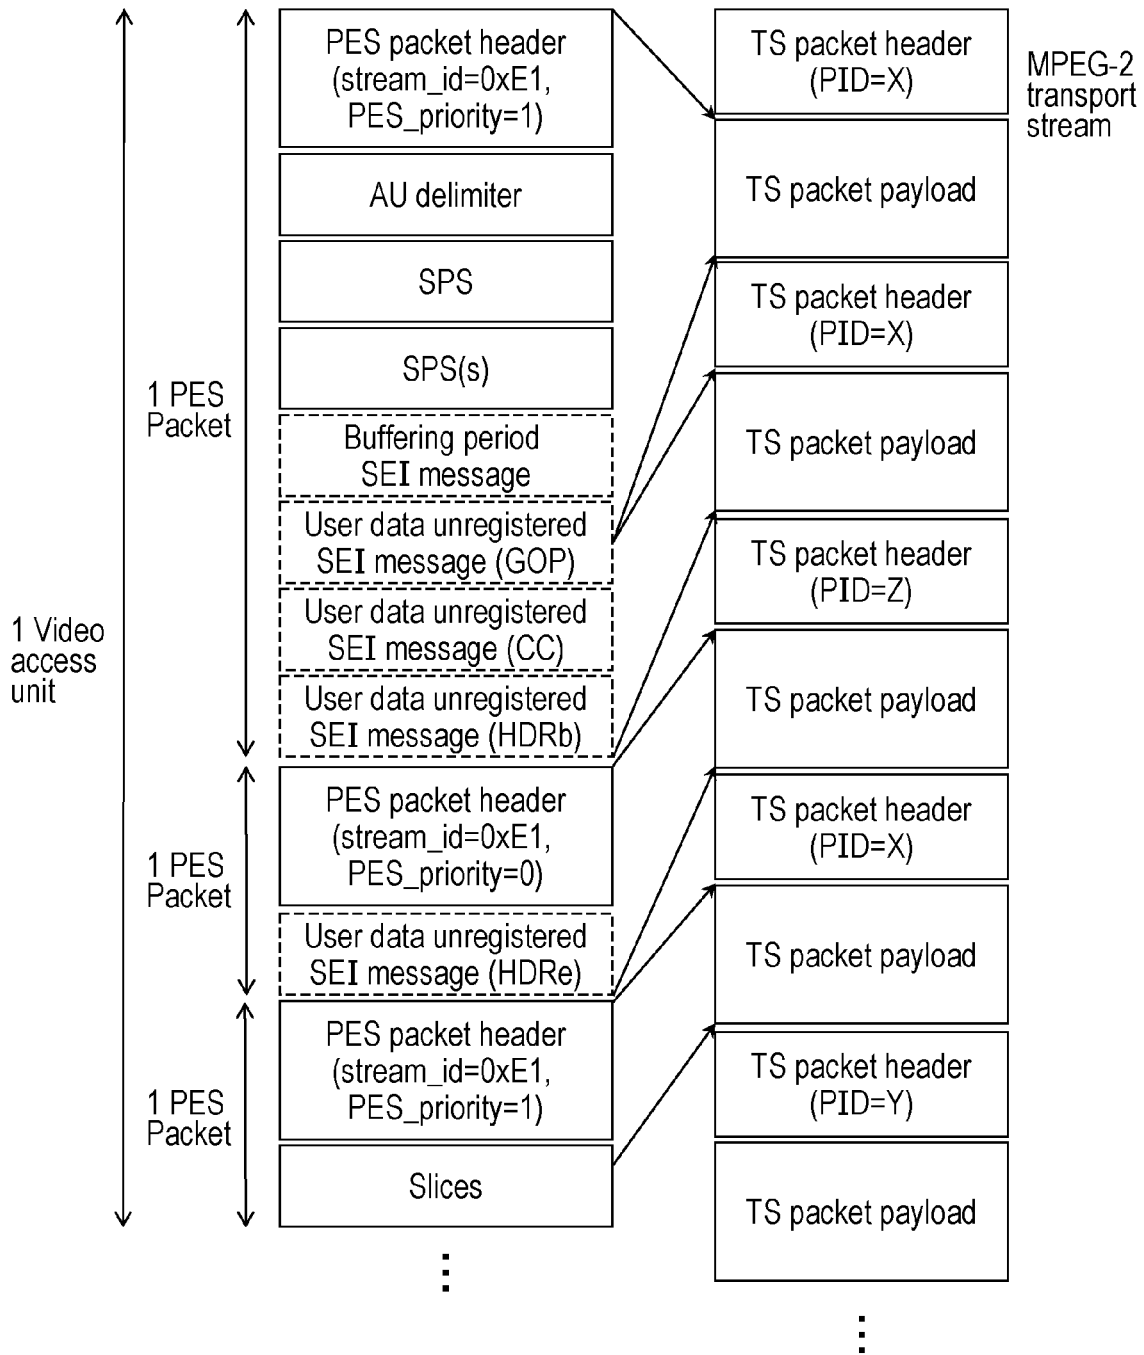 1 Video
access
unit
1 PES
Packet
1 PES
Packet
1 PES
Packet
PES packet header
(stream_id=0xE1,
PES_priority=1)
AU delimiter
SPS
SPS(s)
Buffering period
SEI message
User data unregistered
SEI message (GOP)
User data unregistered
SEI message (CC)
User data unregistered
SEI message (HDRb)
PES packet header
(stream_id=0xE1,
PES_priority=0)
User data unregistered
SEI message (HDRe)
PES packet header
(stream_id=0xE1,
PES_priority=1)
Slices
TS packet header
(PID=X)
TS packet payload
TS packet header
(PID=X)
TS packet payload
TS packet header
(PID=Z)
TS packet payload
TS packet header
(PID=X)
TS packet payload
TS packet header
(PID=Y)
TS packet payload
MPEG-2
transport
stream